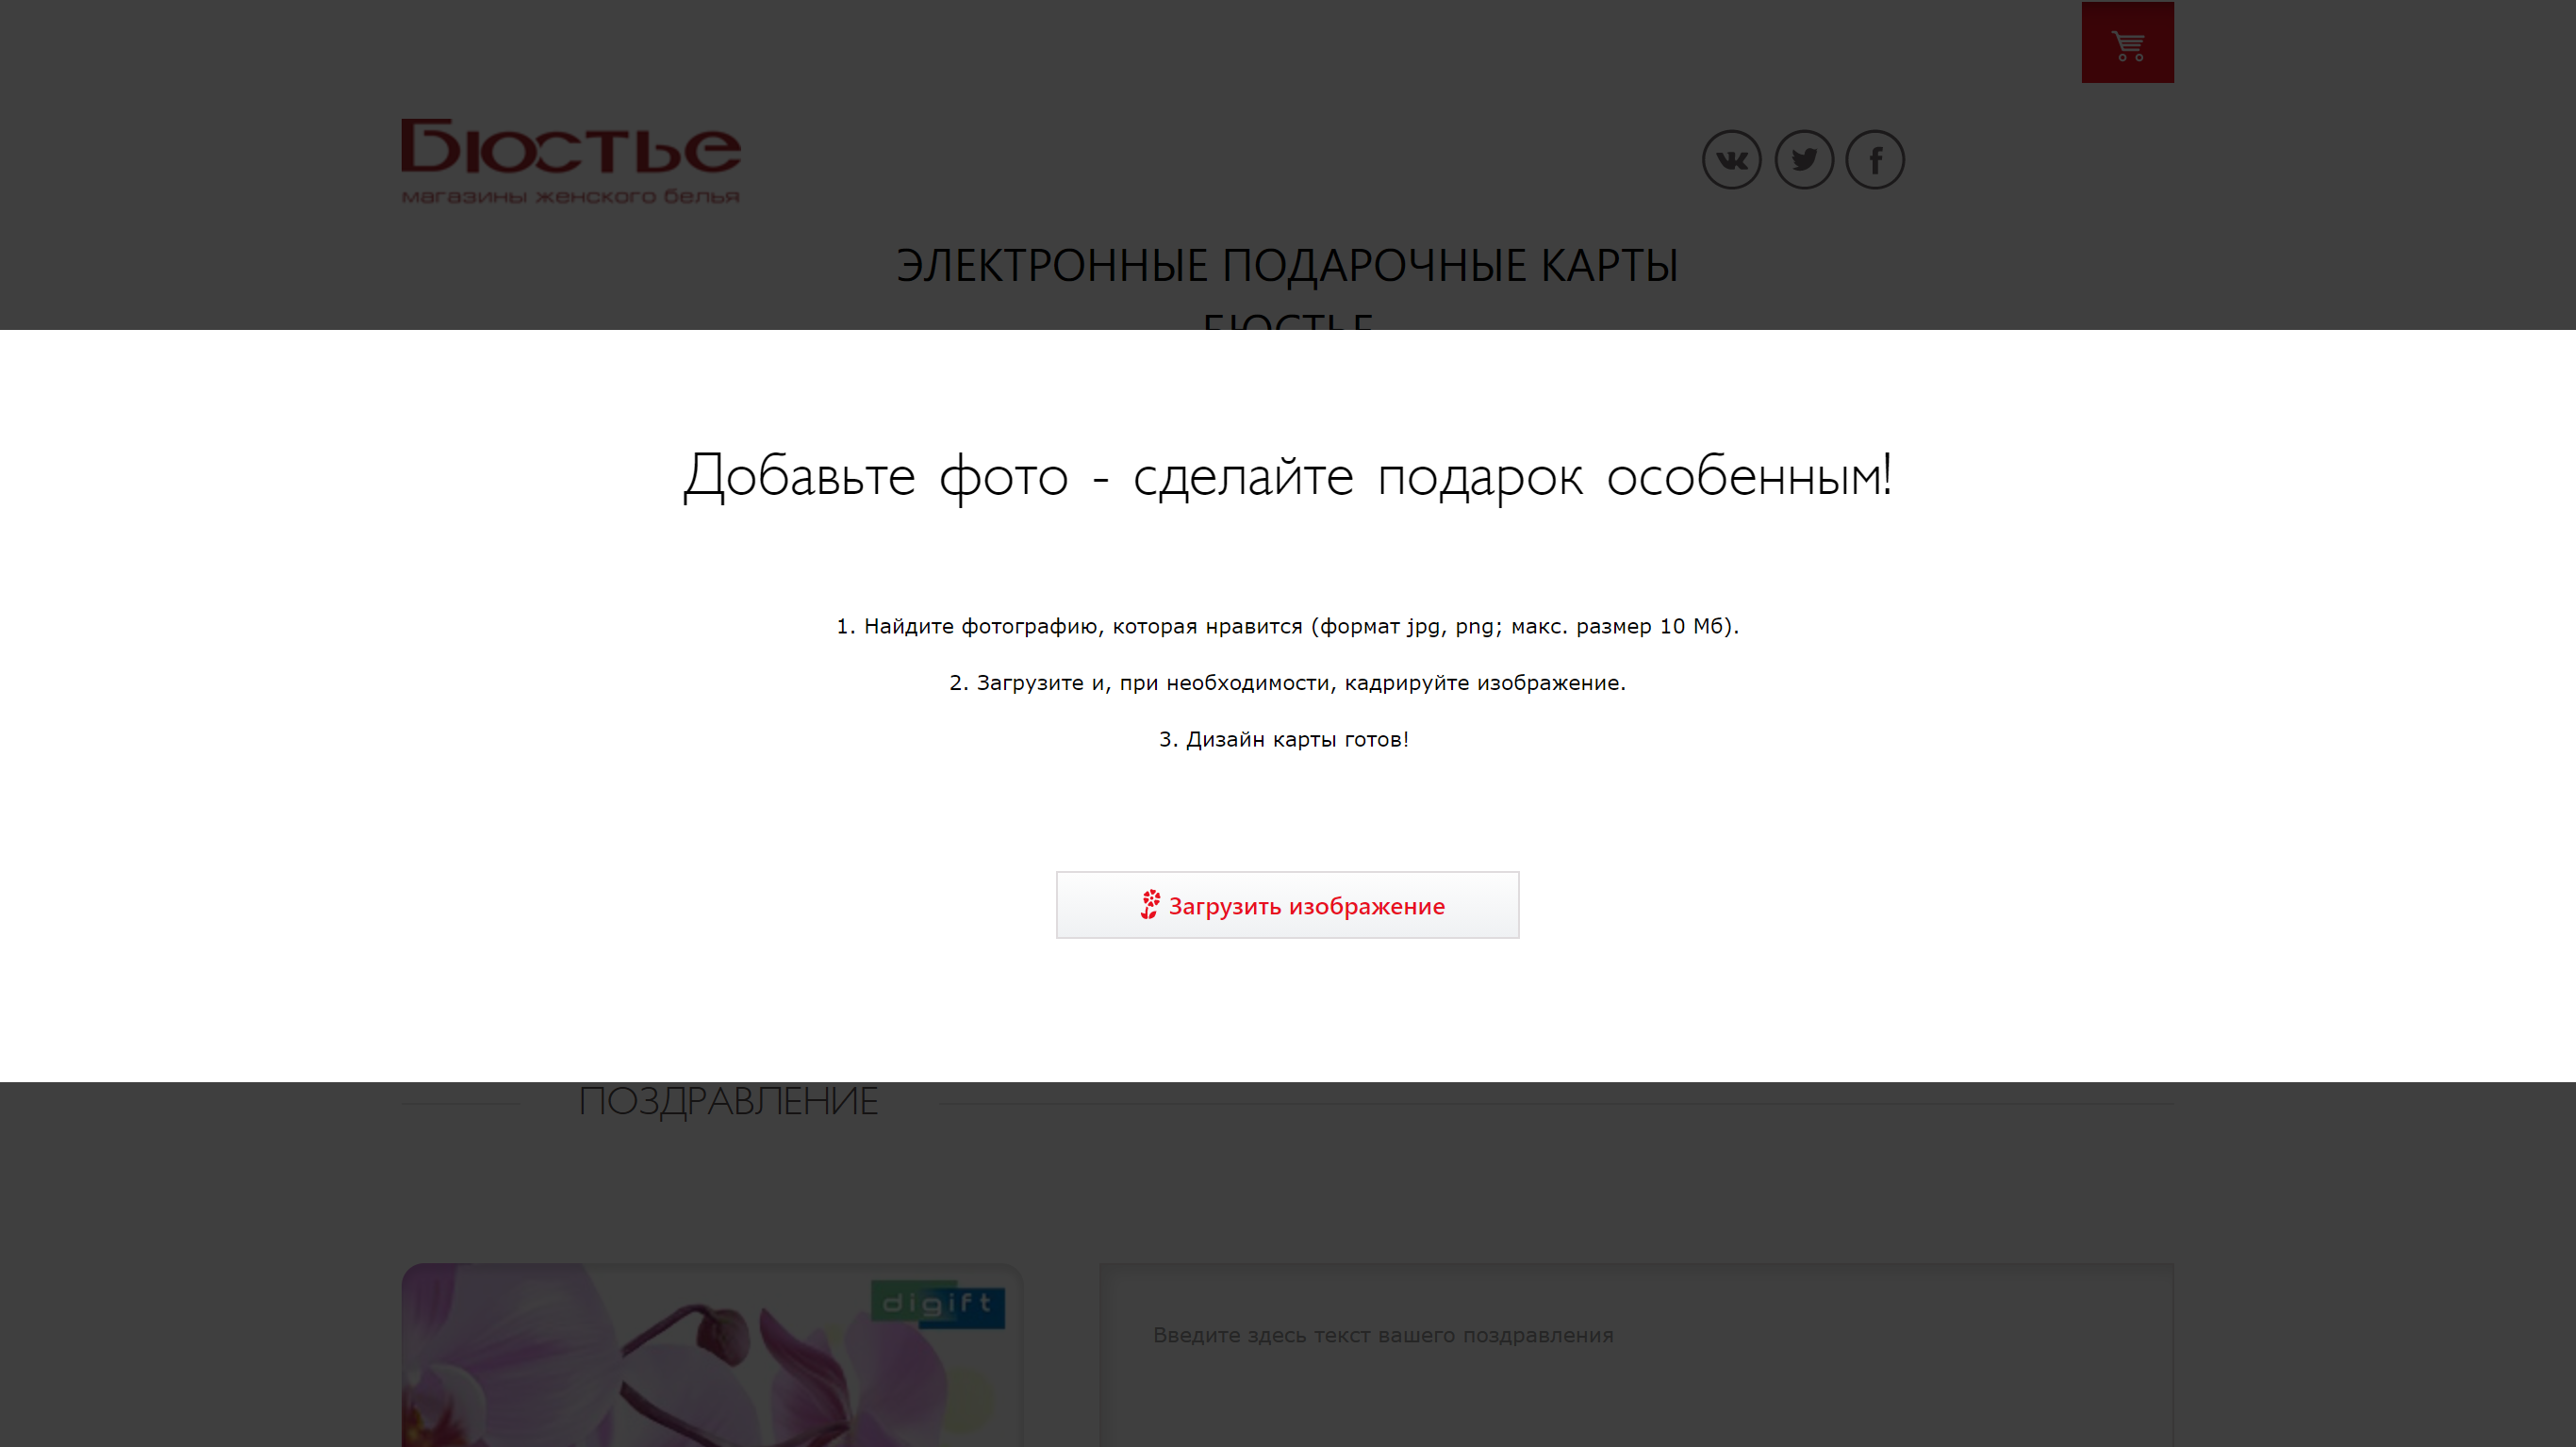 Бюстье
магазины женского белья
ЭЛЕКТРОННЫЕ ПОДАРОЧНЫЕ КАРТЫ
БЮСТЬЕ
Добавьте фото - сделайте подарок особенным!
1. Найдите фотографию, которая нравится (формат jpg, png; макс. размер 10 Мб).
2. Загрузите и, при необходимости, кадрируйте изображение.
3. Дизайн карты готов!
Загрузить изображение
ПОЗДРАВЛЕНИЕ
digift
Введите здесь текст вашего поздравления